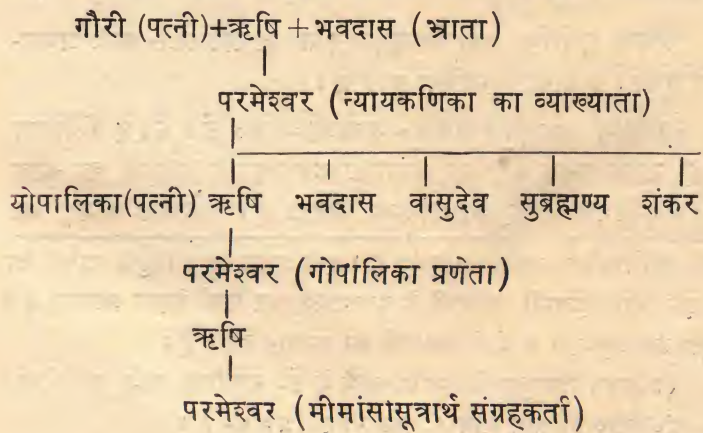 गौरी (पत्नी)+ऋषि + भवदास (भ्राता)
परमेश्वर (न्यायकणिका का व्याख्याता)
योपालिका(पत्नी) ऋषि भवदास वासुदेव सुब्रह्मण्य शंकर
परमेश्वर (गोपालिका प्रणेता)
ऋषि
परमेश्वर (मीमांसासूत्रार्थ संग्रहकर्ता)